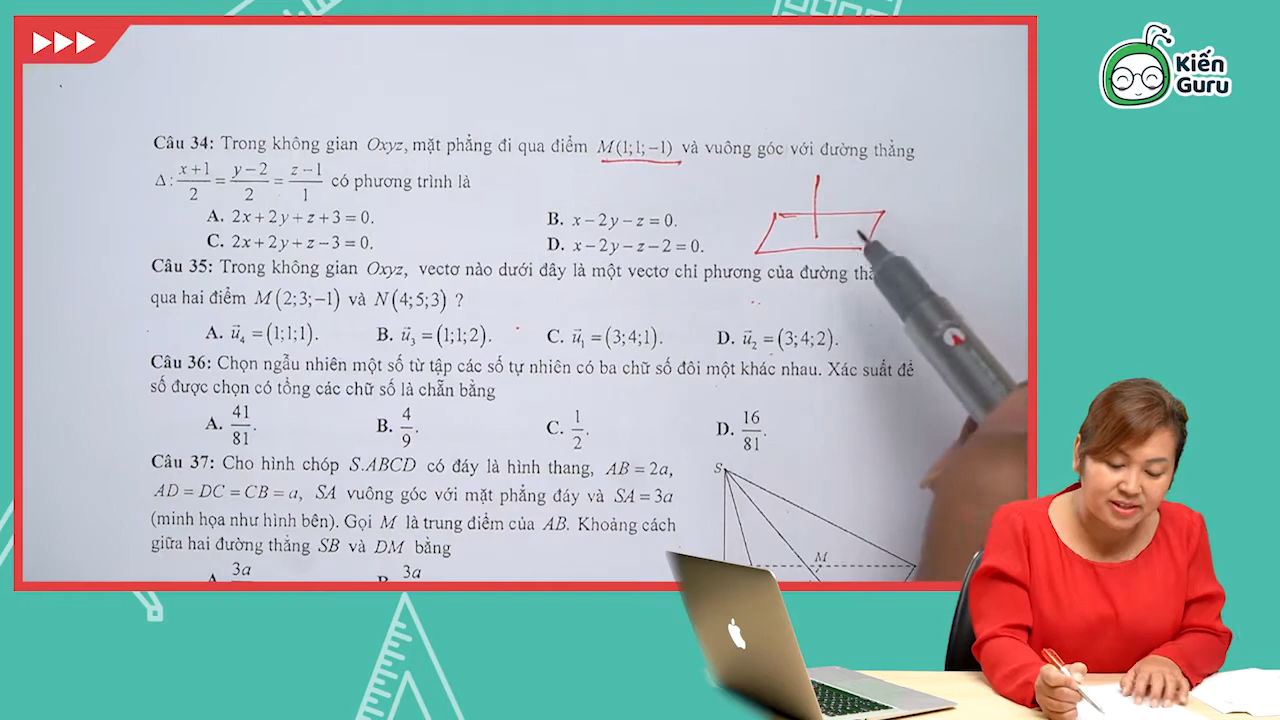 Kiến
Guru
Câu 34: Trong không gian Oxyz, mặt phẳng đi qua điểm M(1;1;−1) và vuông góc với đường thẳng
Δ: (x+1)/2 = (y−2)/2 = (z−1)/1 có phương trình là
A. 2x+2y+z+3=0. B. x−2y−z=0.
C. 2x+2y+z−3=0. D. x−2y−z−2=0.
Câu 35: Trong không gian Oxyz, vectơ nào dưới đây là một vectơ chỉ phương của đường
qua hai điểm M(2;3;−1) và N(4;5;3) ?
A. u⃗₄ = (1;1;1). B. u⃗₃ = (1;1;2). C. u⃗₁ = (3;4;1). D. u⃗₂ = (3;4;2).
Câu 36: Chọn ngẫu nhiên một số từ tập các số tự nhiên có ba chữ số đôi một khác nhau. Xác suất để
số được chọn có tổng các chữ số là chẵn bằng
A. 41/81. B. 4/9. C. 1/2. D. 16/81.
Câu 37: Cho hình chóp S.ABCD có đáy là hình thang, AB = 2a,
AD = DC = CB = a, SA vuông góc với mặt phẳng đáy và SA = 3a
(minh họa như hình bên). Gọi M là trung điểm của AB. Khoảng cách
giữa hai đường thẳng SB và DM bằng
3a 3a
S
M